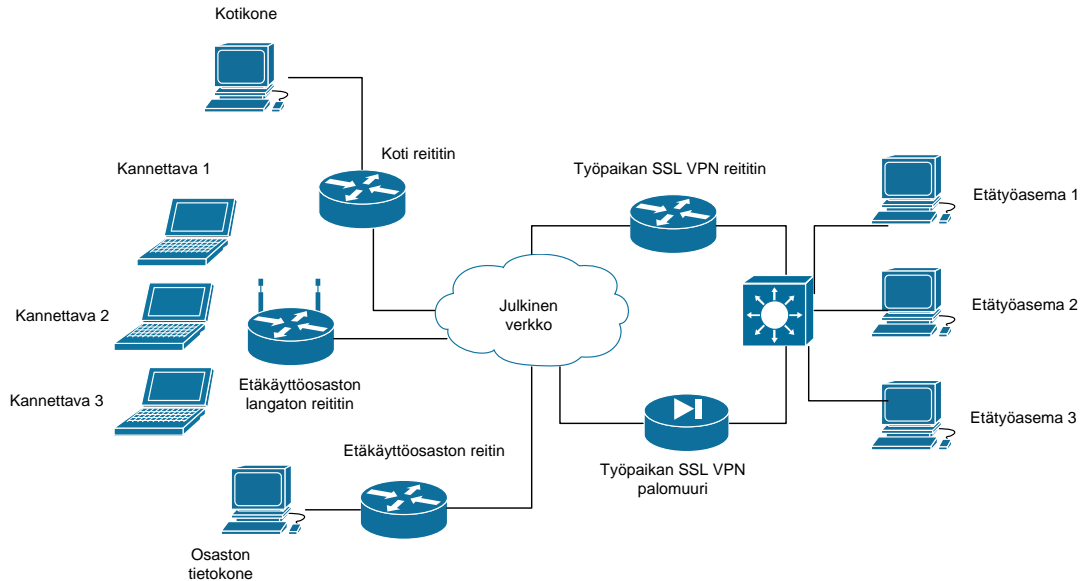 Kotikone
Koti reititin
Kannettava 1
Työpaikan SSL VPN reititin
Etätyöasema 1
Kannettava 2
Julkinen
verkko
Etätyöasema 2
Etäkäyttöosaston
langaton reititin
Kannettava 3
Etätyöasema 3
Etäkäyttöosaston reitin
Työpaikan SSL VPN
palomuuri
Osaston
tietokone